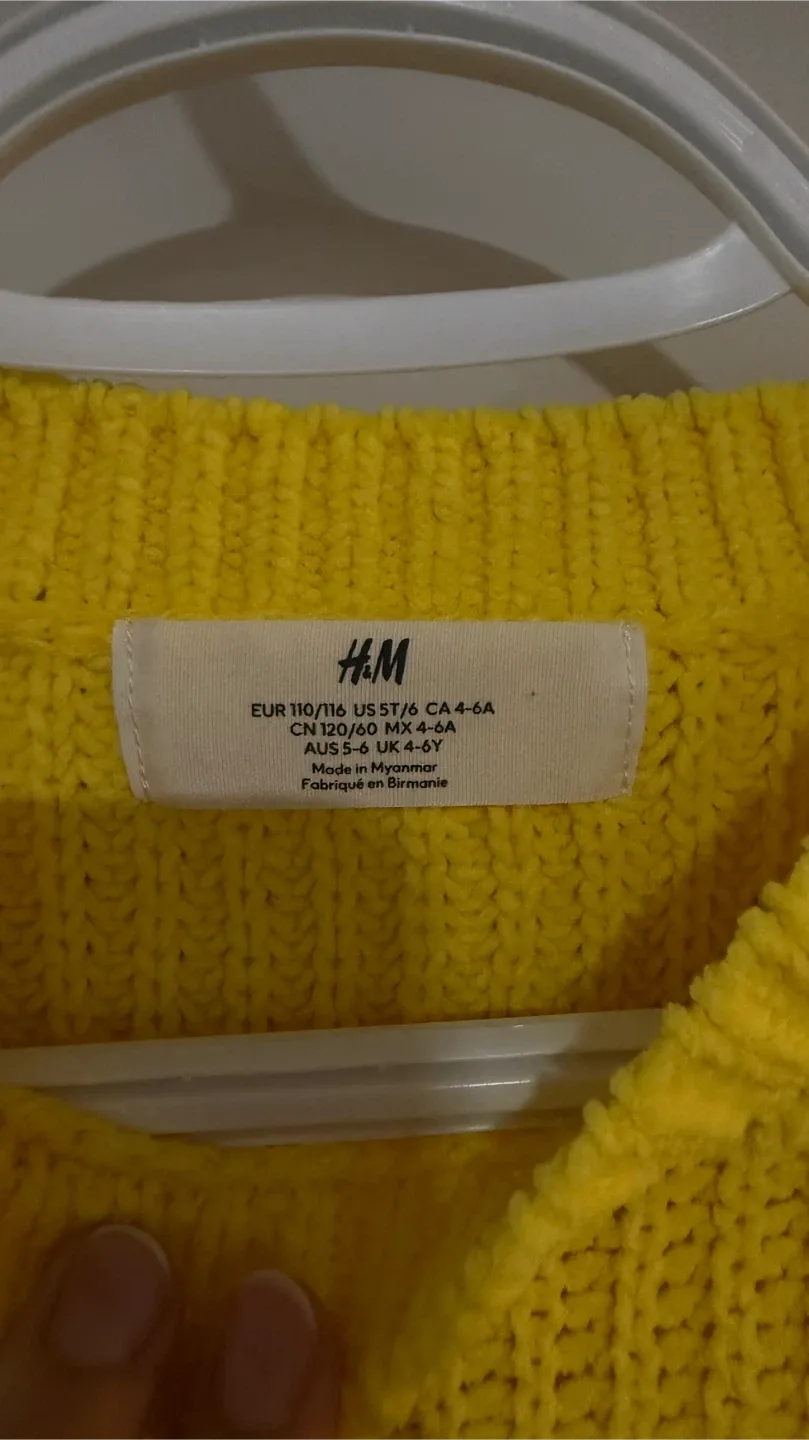 H&M
EUR 110/116 US 5T/6 CA 4-6A
CN 120/60 MX 4-6A
AUS 5-6 UK 4-6Y
Made in Myanmar
Fabriqué en Birmanie